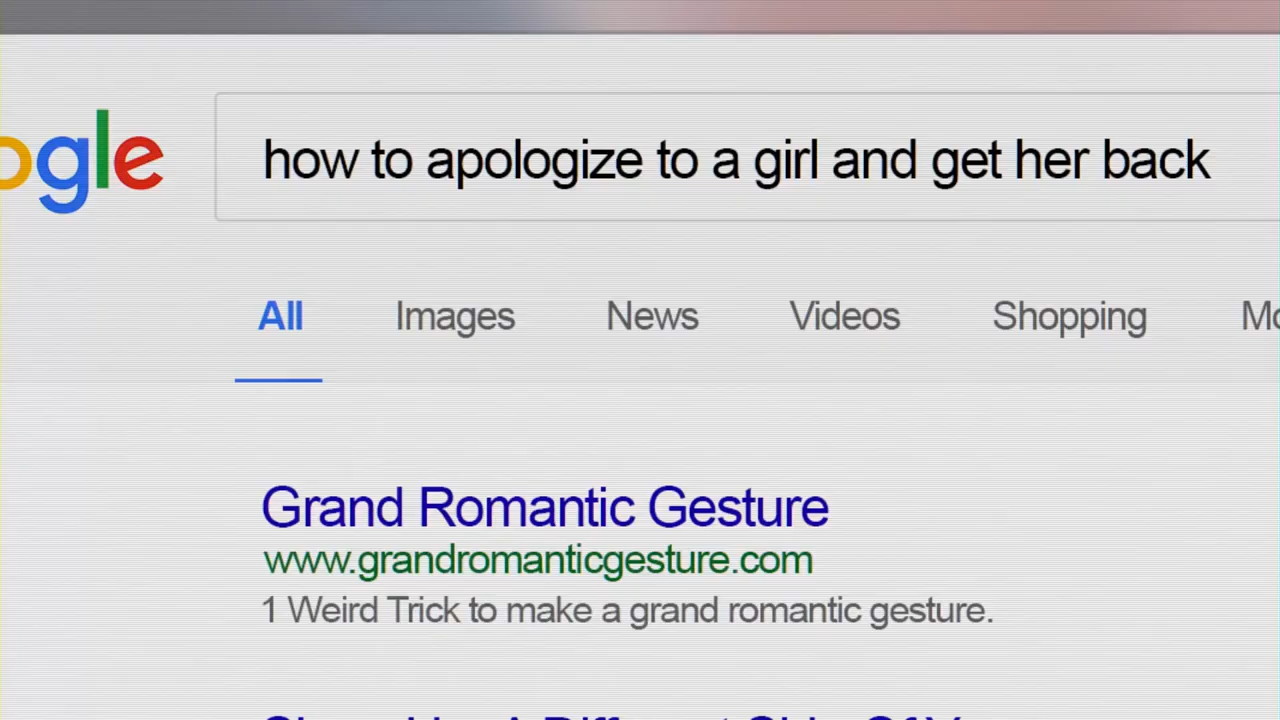 ogle
how to apologize to a girl and get her back
All Images News Videos Shopping
Grand Romantic Gesture
www.grandromanticgesture.com
1 Weird Trick to make a grand romantic gesture.